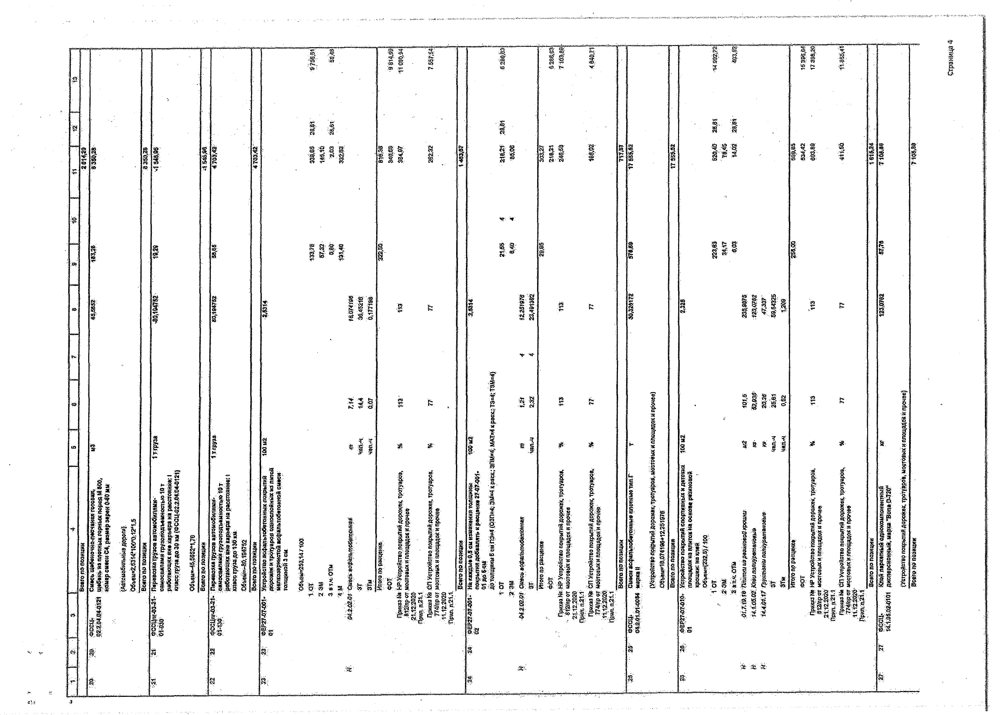 1 2 3 4 5 6 7 8 9 10 11 12 13
Всего по позиции 2 814,29
20 20 ФССЦ- Смесь щебеночно-песчаная готовая, м3 45,5652 183,26 8 350,28
02.2.04.04-0121 щебень из плотных горных пород М 800,
номер смеси С4, размер зерен 0-80 мм
(Автомобильные дороги)
Объем=2,5314*100*0,12*1,5
Всего по позиции 8 350,28
21 21 ФССЦпг-03-21- Перевозка грузов автомобилями- 1 т груза -80,194752 19,29 -1 546,96
01-030 самосвалами грузоподъемностью 10 т
работающих вне карьера на расстояние: I
класс груза до 30 км (ФССЦ-02.2.04.04-0121)
Объем=-45,5652*1,76
Всего по позиции -1 546,96
22 22 ФССЦпг-03-21- Перевозка грузов автомобилями- 1 т груза 80,194752 58,65 4 703,42
01-130 самосвалами грузоподъемностью 10 т
работающих вне карьера на расстояние: I
класс груза до 130 км
Объем=--80,194752
Всего по позиции 4 703,42
23 23 ФЕР27-07-001- Устройство асфальтобетонных покрытий 100 м2 2,5314
01 дорожек и тротуаров однослойных из литой
мелкозернистой асфальтобетонной смеси
толщиной 3 см
Объем=253,14 / 100
1 ОТ 133,78 338,65 28,81 9 756,51
2 ЭМ 57,32 145,10
3 в т.ч. ОТм 0,80 2,03 28,81 58,48
4 М 131,40 332,63
Н 04.2.02.01 Смесь асфальтобетонная т 7,14 18,074196
ЗТ чел.-ч 14,4 36,45216
ЗТм чел.-ч 0,07 0,177198
Итого по расценке 322,50 816,38
ФОТ 340,68 9 814,99
Приказ № НР Устройство покрытий дорожек, тротуаров, % 113 113 384,97 11 090,94
812/пр от мостовых и площадок и прочее
21.12.2020
Прил. п.21.1
Приказ № СП Устройство покрытий дорожек, тротуаров, % 77 77 262,32 7 557,54
774/пр от мостовых и площадок и прочее
11.12.2020
Прил. п.21.1
Всего по позиции 1 463,67
24 24 ФЕР27-07-001- На каждые 0,5 см изменения толщины 100 м2 2,5314
02 покрытия добавлять к расценке 27-07-001-
01 до 5 см
до толщины 5 см ПЗ=4 (ОЗП=4; ЭМ=4 к расх.; ЗПМ=4; МАТ=4 к расх.; ТЗ=4; ТЗМ=4)
1 ОТ 21,55 4 218,21 28,81 6 286,63
2 ЭМ 8,40 4 85,06
Н 04.2.02.01 Смесь асфальтобетонная т 1,21 4 12,251976
ЗТ чел.-ч 2,32 4 23,491392
Итого по расценке 29,95 303,27
ФОТ 218,21 6 286,63
Приказ № НР Устройство покрытий дорожек, тротуаров, % 113 113 246,58 7 103,89
812/пр от мостовых и площадок и прочее
21.12.2020
Прил. п.21.1
Приказ № СП Устройство покрытий дорожек, тротуаров, % 77 77 168,02 4 840,71
774/пр от мостовых и площадок и прочее
11.12.2020
Прил. п.21.1
Всего по позиции 717,87
25 25 ФССЦ- Смеси асфальтобетонные плотные тип Г т 30,326172 578,89 17 555,52
04.2.01.01-0054 марка II
(Устройство покрытий дорожек, тротуаров, мостовых и площадок и прочее)
Объем=18,074196+12,251976
Всего по позиции 17 555,52
26 ФЕР27-07-010- Устройство покрытий спортивных и детских 100 м2 2,325
01 площадок из плиток на основе резиновой
крошки: на клей
Объем=(232,5) / 100
1 ОТ 223,83 520,40 28,81 14 992,72
2 ЭМ 34,17 79,45
3 в т.ч. ОТм 6,03 14,02 28,81 403,92
Н 01.7.19.16 Плитки из резиновой крошки м2 101,5 235,9875
Н 14.1.05.02 Клеи полиуретановые кг 52,936 123,0762
Н 14.4.01.17 Грунтовки полиуретановые кг 20,36 47,337
ЗТ чел.-ч 25,61 59,54325
ЗТм чел.-ч 0,52 1,209
Итого по расценке 258,00 599,85
ФОТ 534,42 15 396,64
Приказ № НР Устройство покрытий дорожек, тротуаров, % 113 113 603,89 17 398,20
812/пр от мостовых и площадок и прочее
21.12.2020
Прил. п.21.1
Приказ № СП Устройство покрытий дорожек, тротуаров, % 77 77 411,50 11 855,41
774/пр от мостовых и площадок и прочее
11.12.2020
Прил. п.21.1
Всего по позиции 1 615,24
27 27 ФССЦ- Клей паркетный однокомпонентный кг 123,0762 57,76 7 108,88
14.1.05.02-0101 дисперсионный, марка "Bona D-720"
(Устройство покрытий дорожек, тротуаров, мостовых и площадок и прочее)
Всего по позиции 7 108,88
Страница 4